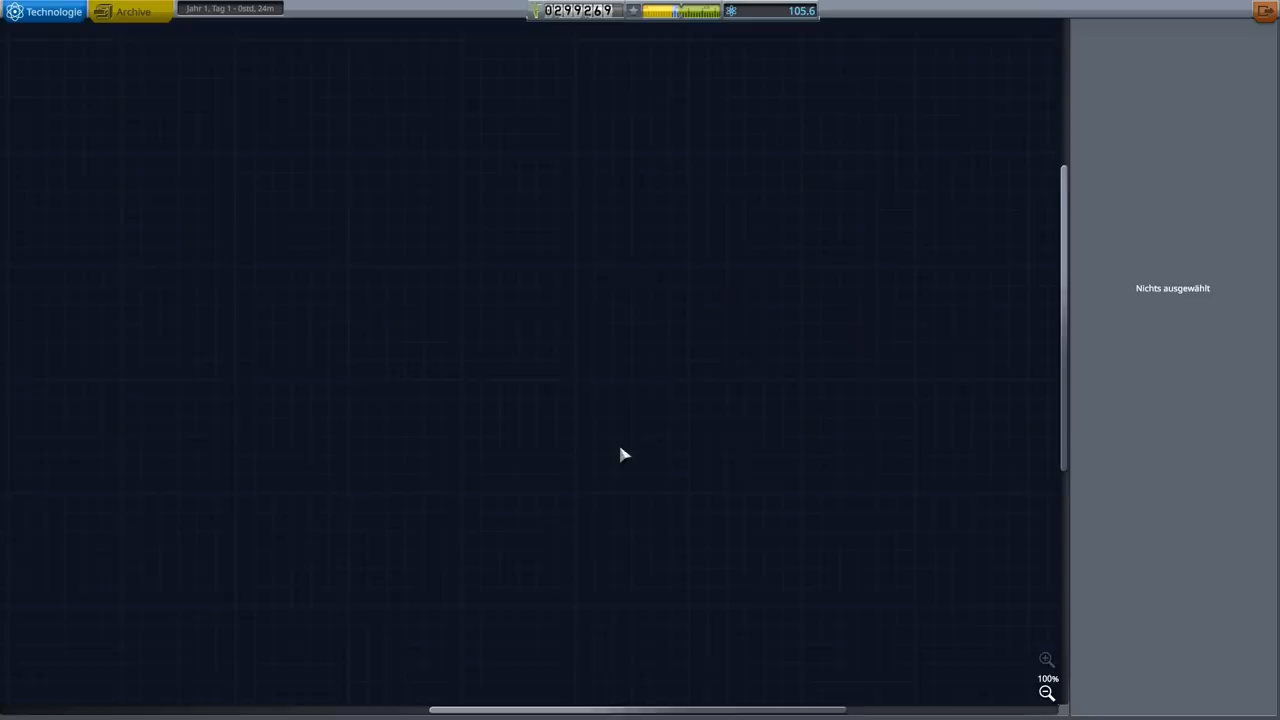 Technologie
Archive
Jahr 1, Tag 1 - 0std, 24m
0299269
105.6
Nichts ausgewählt
100%